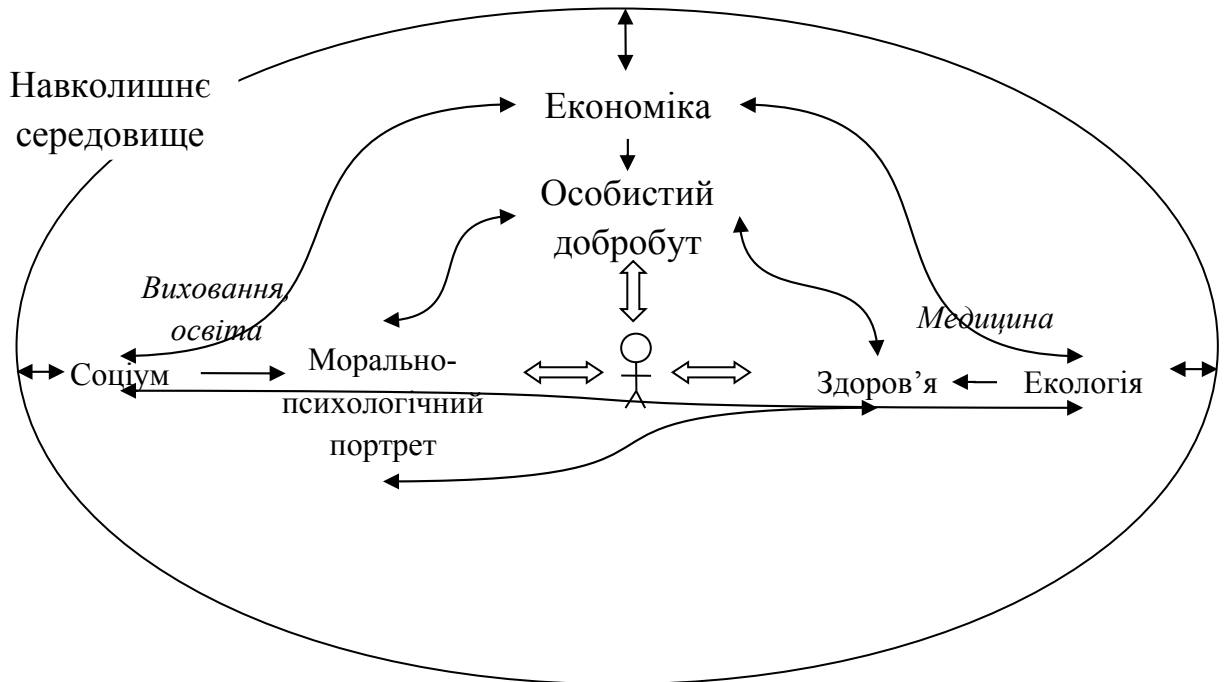 Навколишнє
середовище
Економіка
Особистий
добробут
Виховання,
освіта
Медицина
Соціум
Морально-
психологічний
портрет
Здоров’я
Екологія